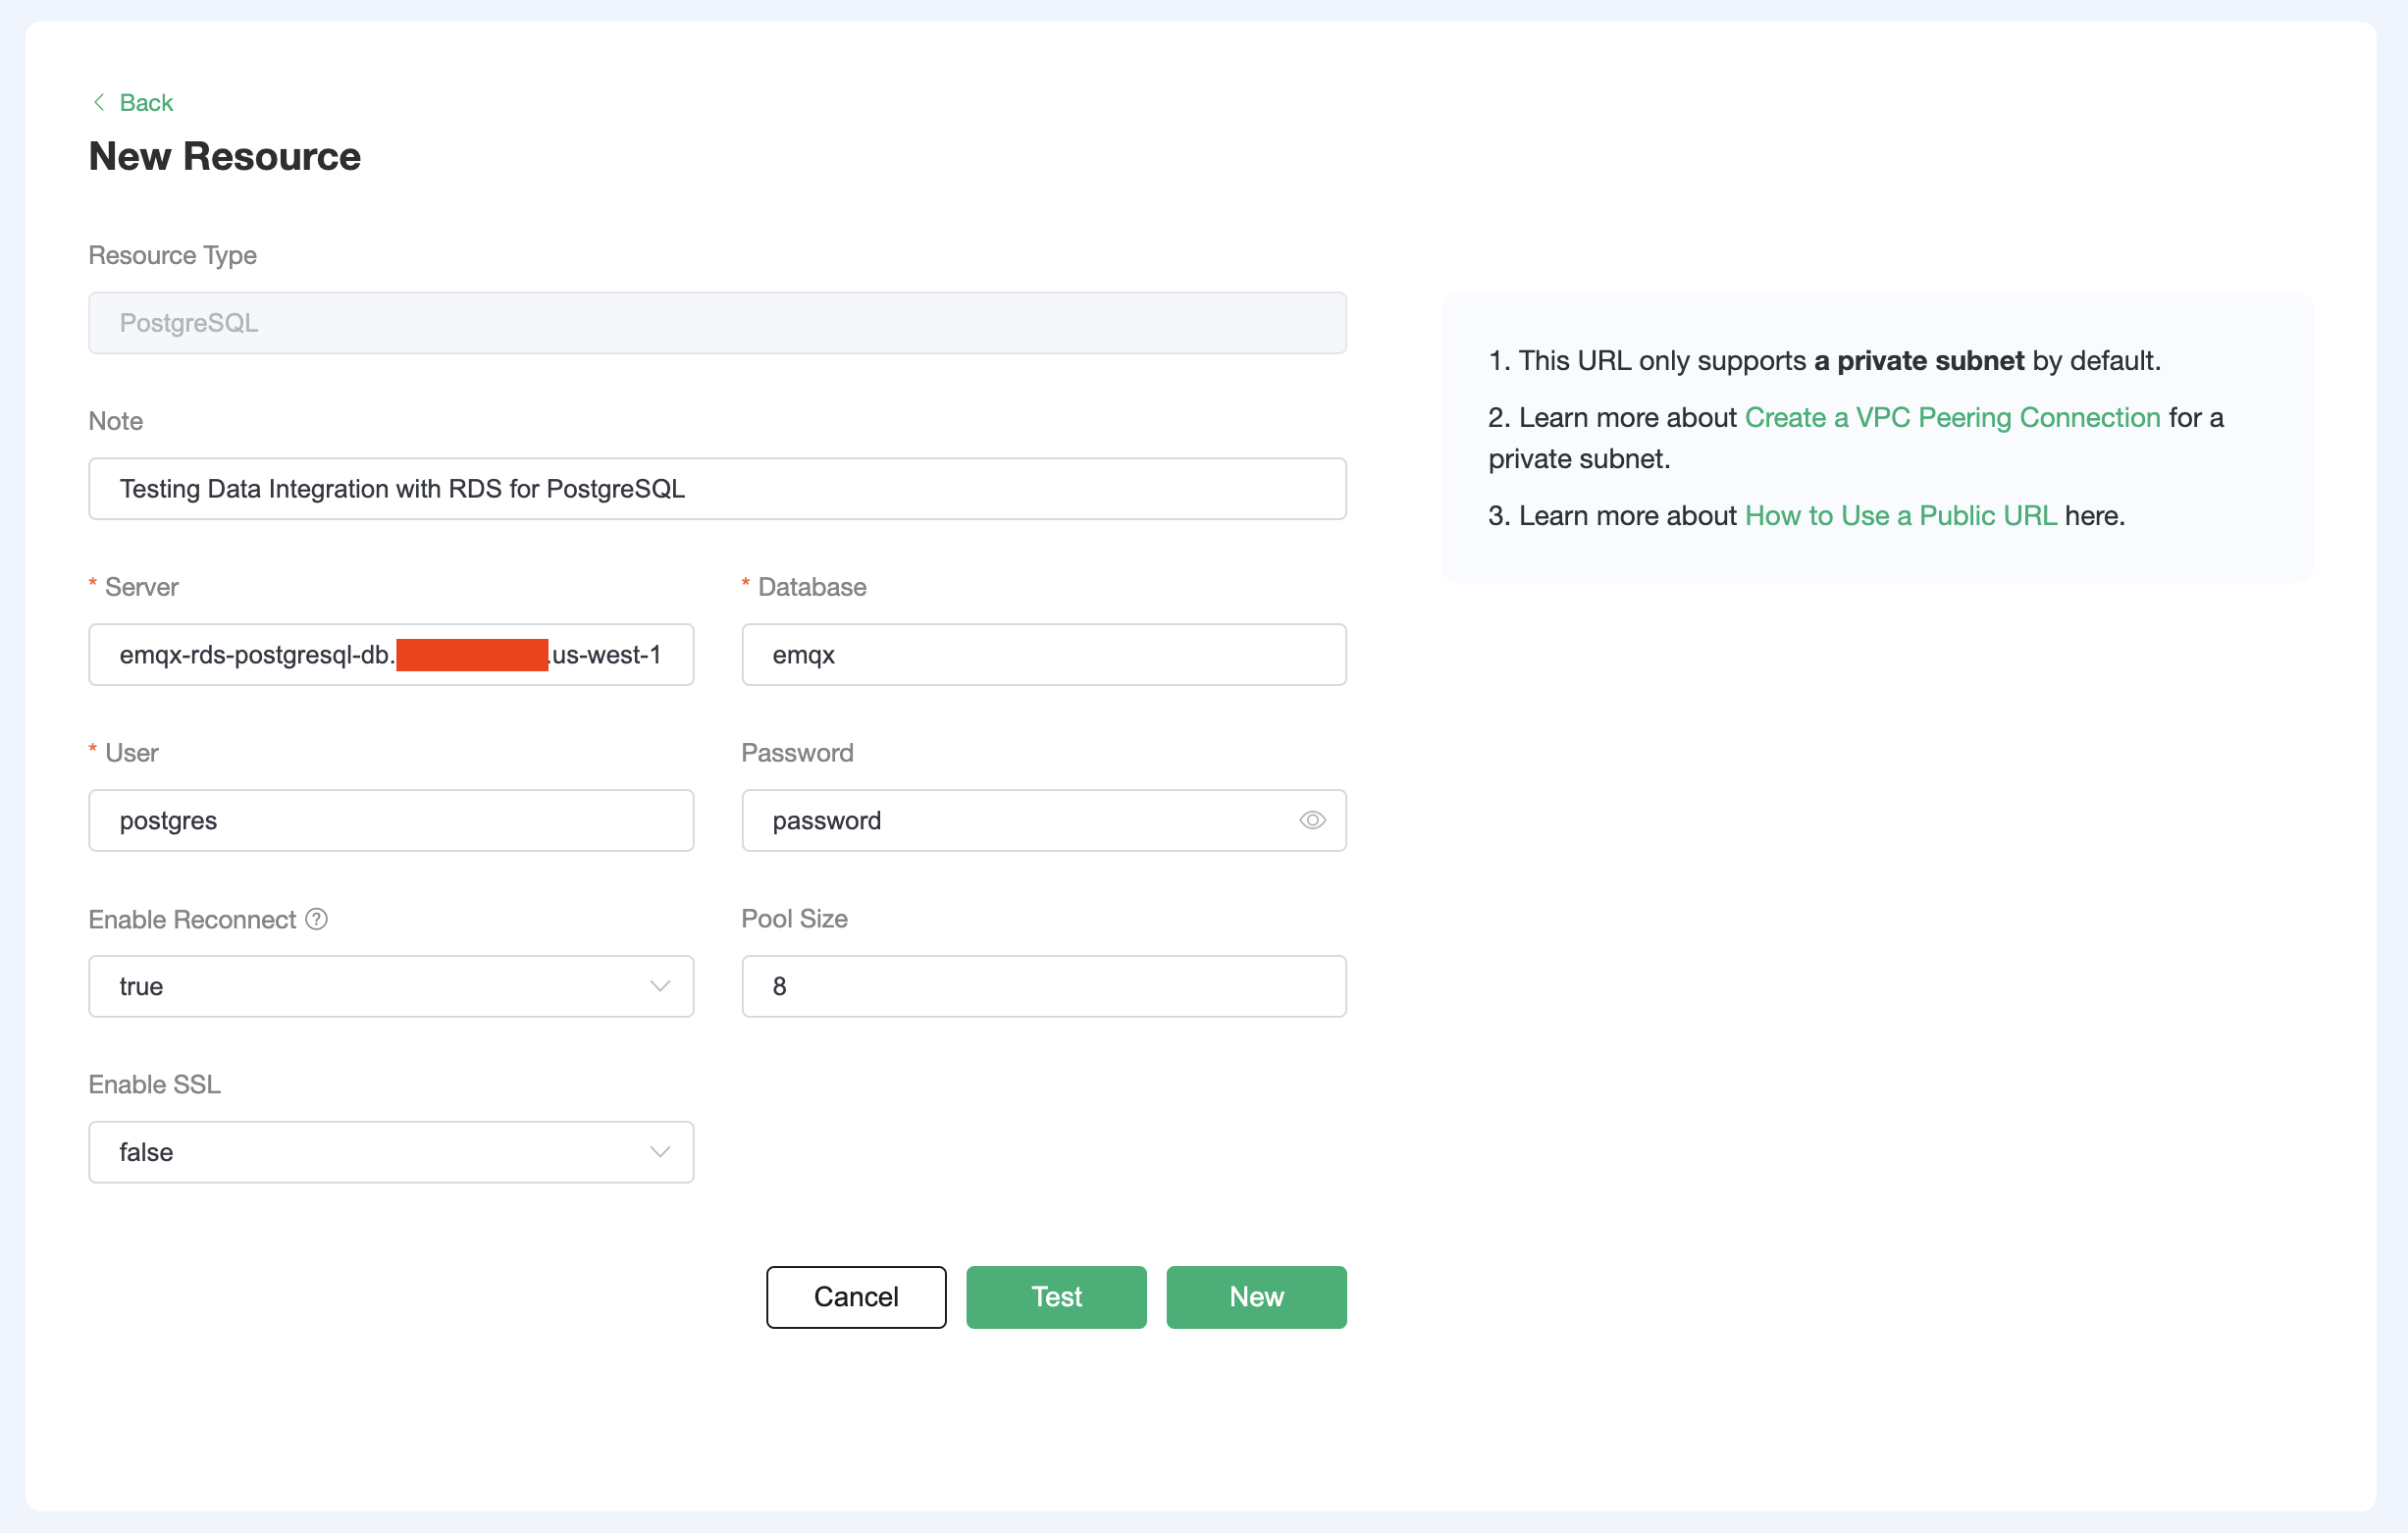 Back
New Resource
Resource Type
PostgreSQL
Note
Testing Data Integration with RDS for PostgreSQL
* Server
* Database
emqx-rds-postgresql-db. .us-west-1
emqx
* User
Password
postgres
password
Enable Reconnect ?
Pool Size
true
8
Enable SSL
false
Cancel
Test
New
1. This URL only supports a private subnet by default.
2. Learn more about Create a VPC Peering Connection for a
private subnet.
3. Learn more about How to Use a Public URL here.